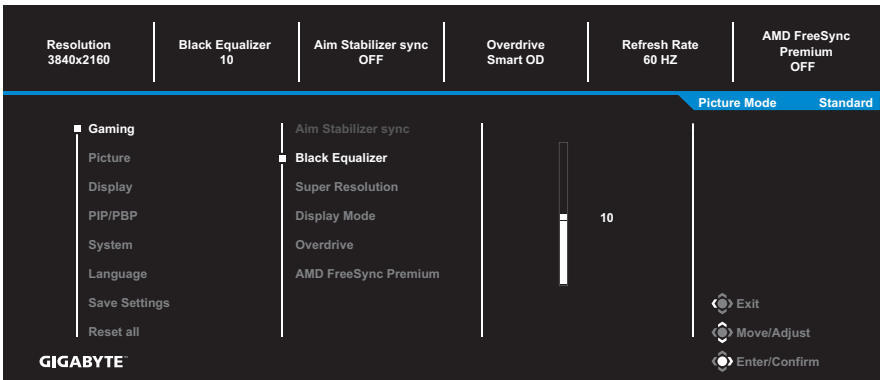 Resolution
3840x2160
Black Equalizer
10
Aim Stabilizer sync
OFF
Overdrive
Smart OD
Refresh Rate
60 HZ
AMD FreeSync
Premium
OFF
Picture Mode Standard
Gaming
Picture
Display
PIP/PBP
System
Language
Save Settings
Reset all
Aim Stabilizer sync
Black Equalizer
Super Resolution
Display Mode
Overdrive
AMD FreeSync Premium
10
Exit
Move/Adjust
Enter/Confirm
GIGABYTE™